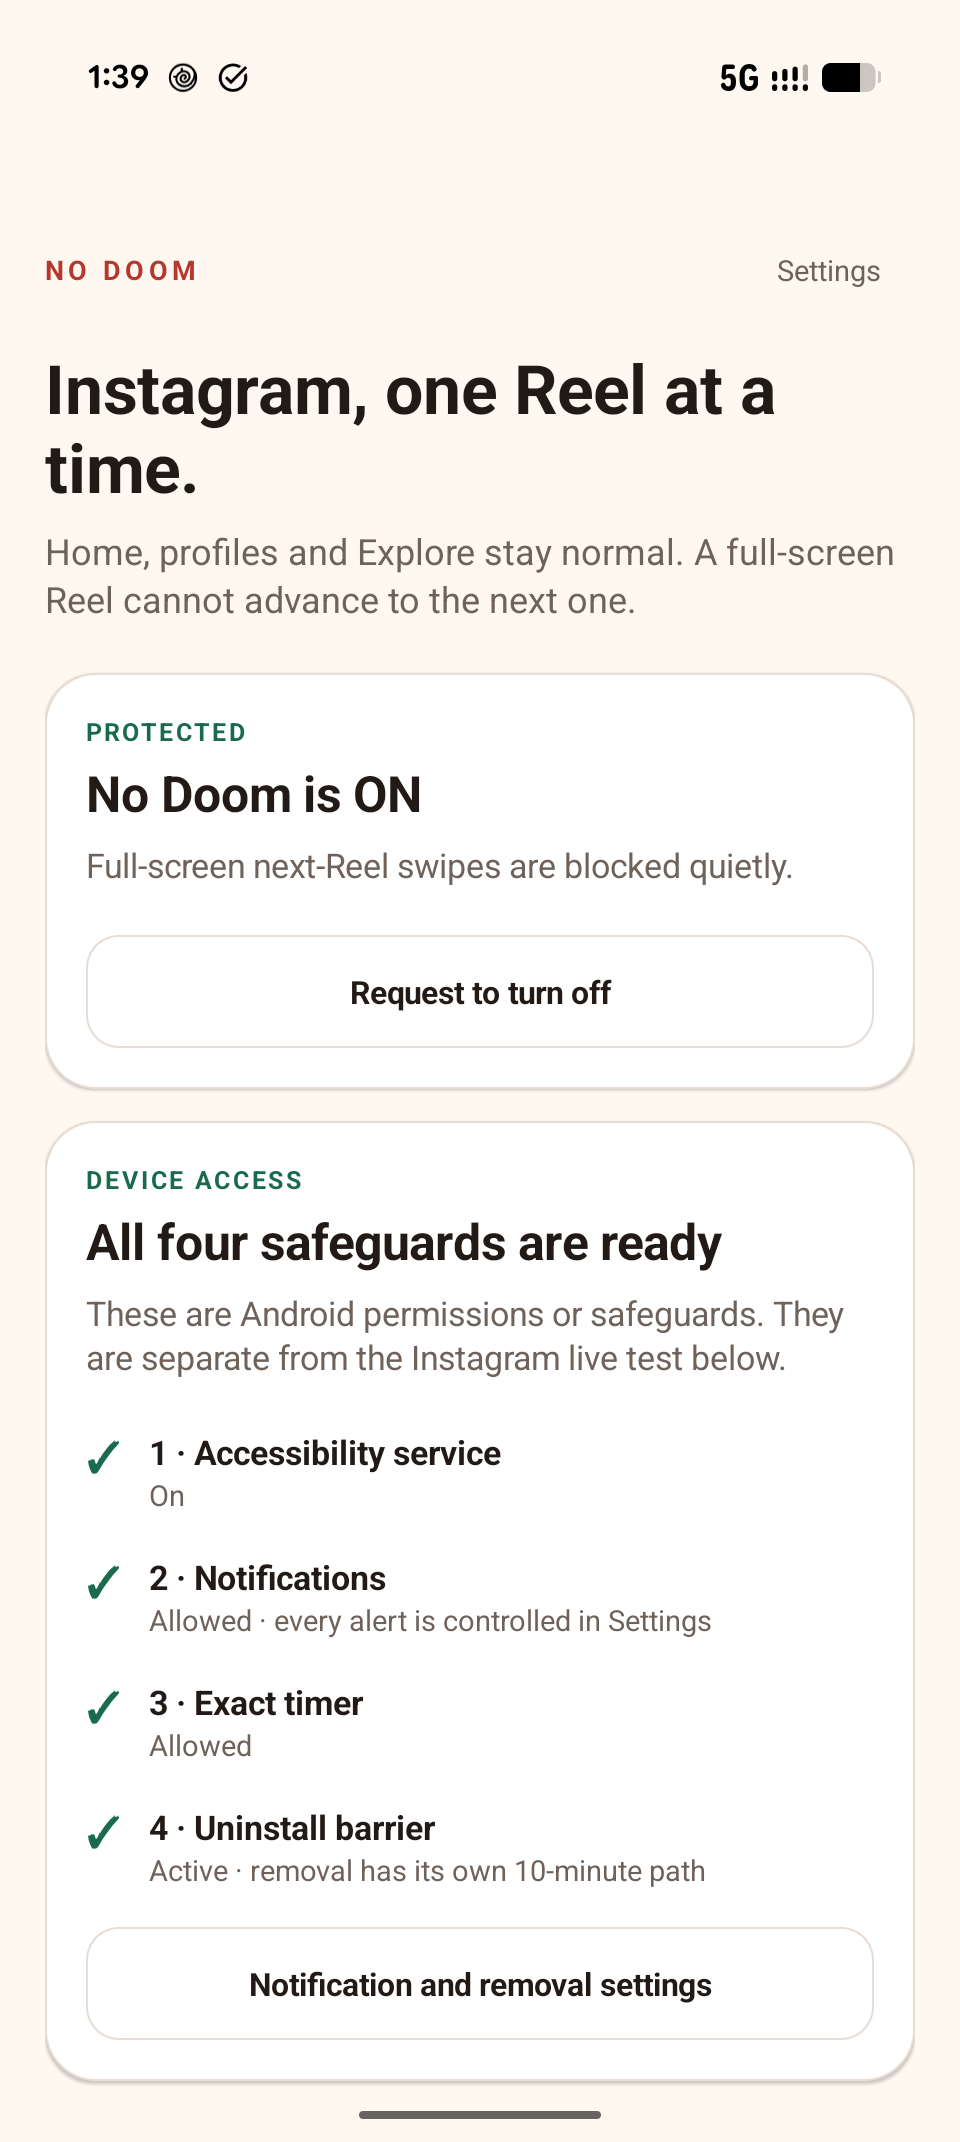 1:39
5G
NO DOOM
Settings
Instagram, one Reel at a
time.
Home, profiles and Explore stay normal. A full-screen
Reel cannot advance to the next one.
PROTECTED
No Doom is ON
Full-screen next-Reel swipes are blocked quietly.
Request to turn off
DEVICE ACCESS
All four safeguards are ready
These are Android permissions or safeguards. They
are separate from the Instagram live test below.
✓ 1 · Accessibility service
On
✓ 2 · Notifications
Allowed · every alert is controlled in Settings
✓ 3 · Exact timer
Allowed
✓ 4 · Uninstall barrier
Active · removal has its own 10-minute path
Notification and removal settings